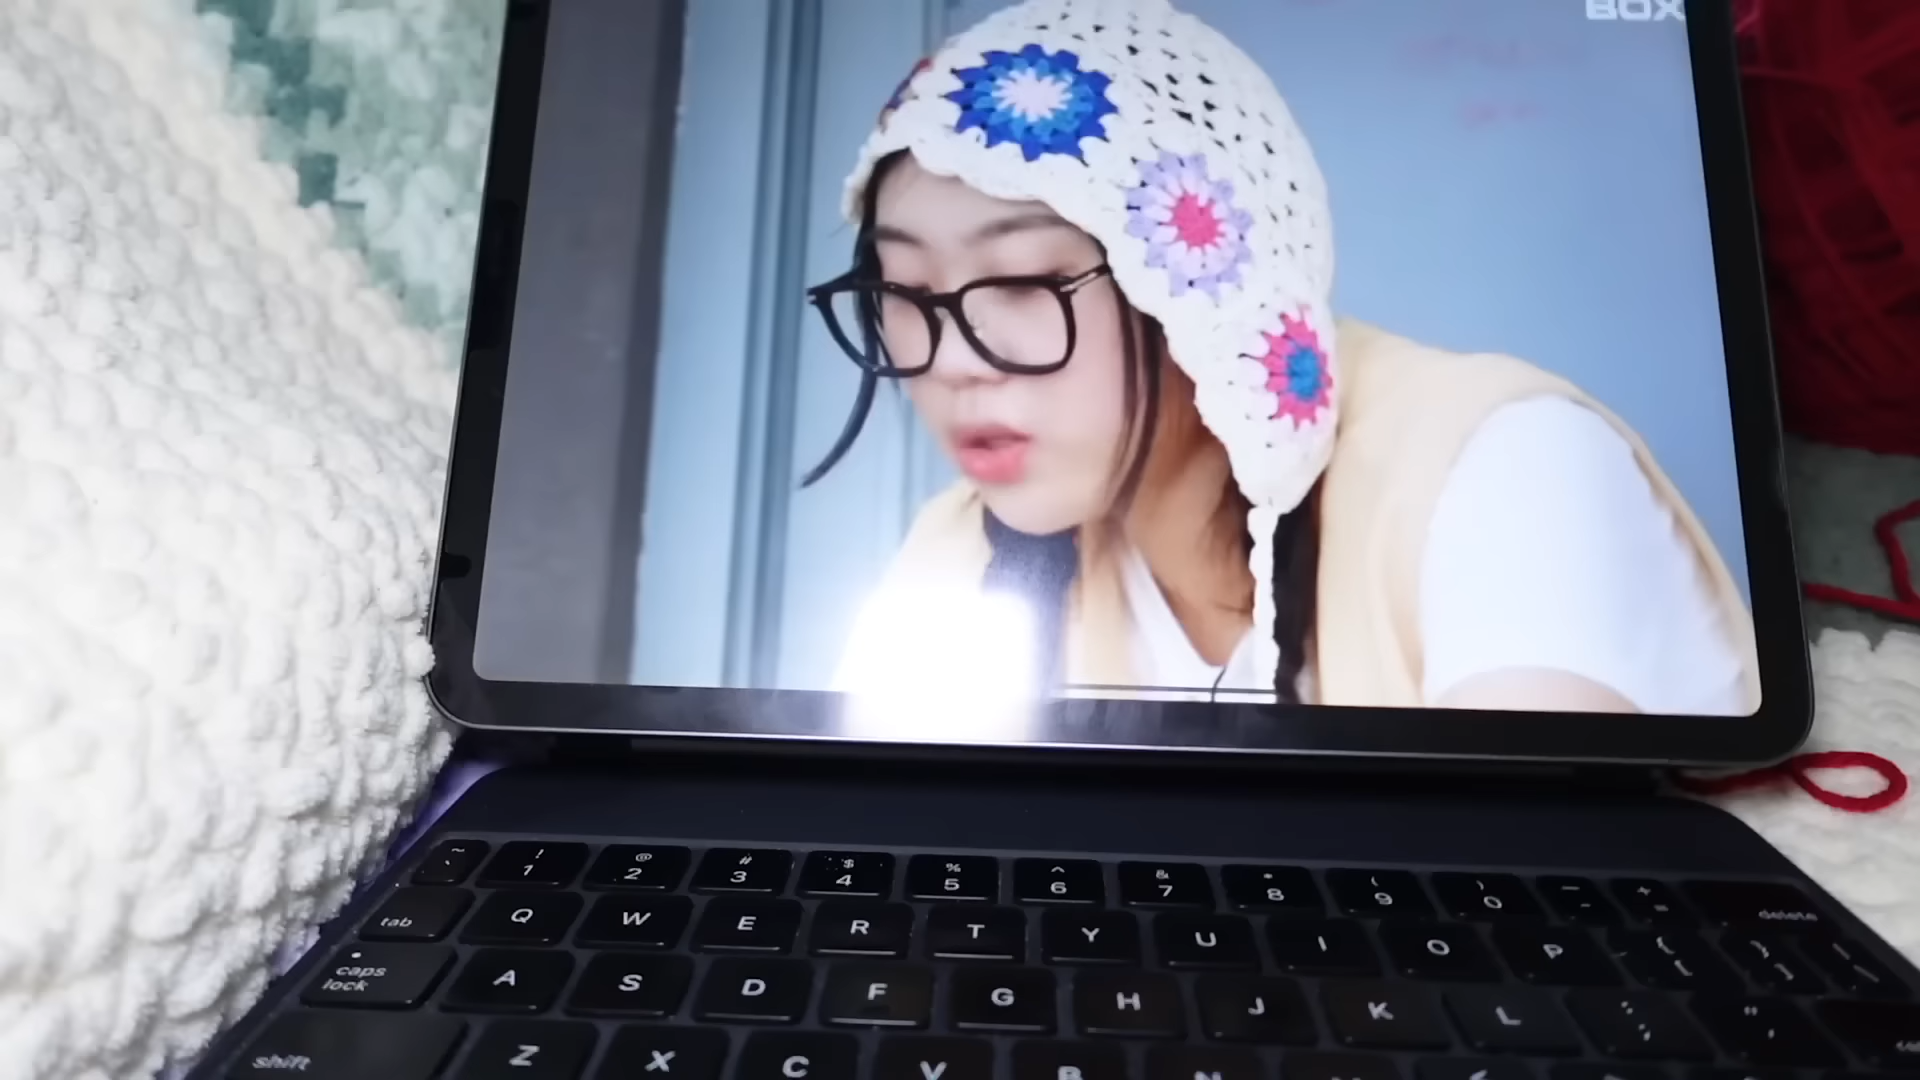 BOX
~ ! @ # $ % ^ & * ( ) _ +
` 1 2 3 4 5 6 7 8 9 0 - =
delete
tab Q W E R T Y U I O P { [ } ] | \
caps lock A S D F G H J K L : ; " '
shift Z X C V B N M <